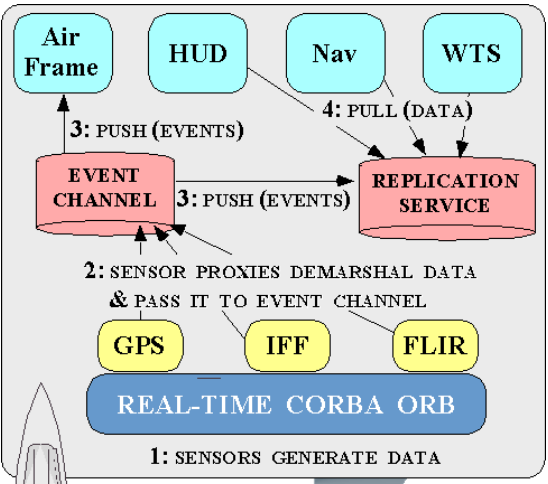 Air
Frame
HUD
Nav
WTS
4: PULL (DATA)
3: PUSH (EVENTS)
EVENT
CHANNEL
3: PUSH (EVENTS)
REPLICATION
SERVICE
2: SENSOR PROXIES DEMARSHAL DATA
& PASS IT TO EVENT CHANNEL
GPS
IFF
FLIR
REAL-TIME CORBA ORB
1: SENSORS GENERATE DATA